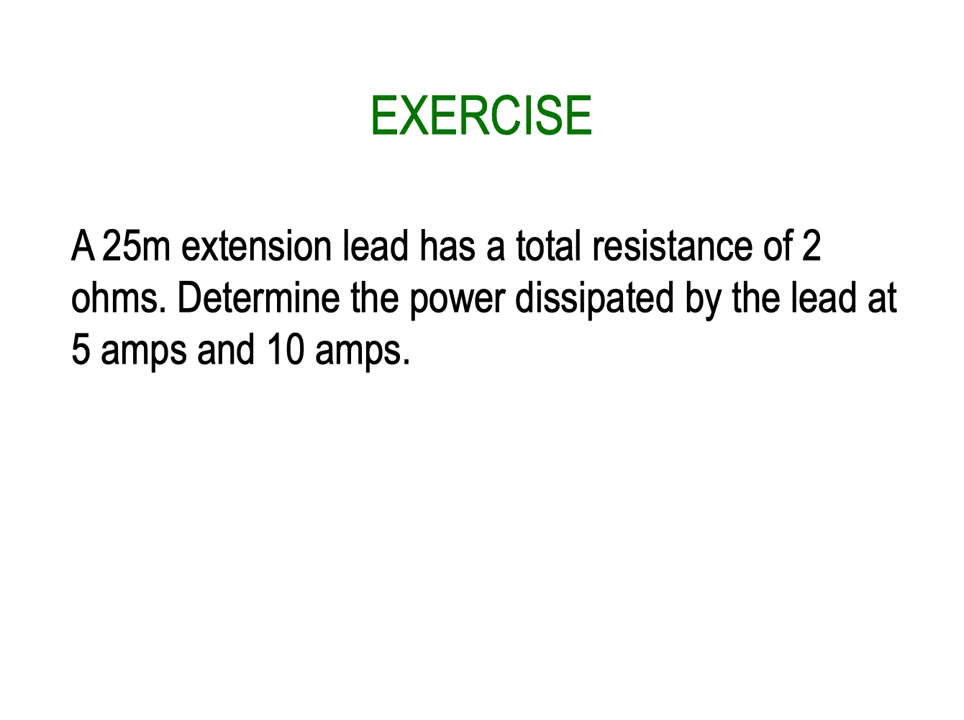 EXERCISE
A 25m extension lead has a total resistance of 2
ohms. Determine the power dissipated by the lead at
5 amps and 10 amps.